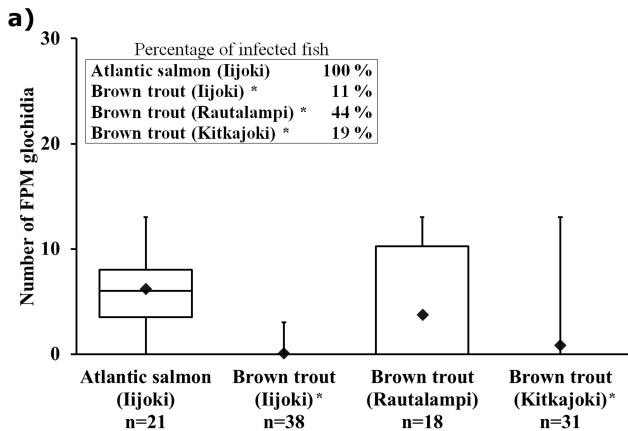 a)
30
Percentage of infected fish
Atlantic salmon (Iijoki) 100 %
Brown trout (Iijoki) * 11 %
Brown trout (Rautalampi) * 44 %
Brown trout (Kitkajoki) * 19 %
20
Number of FPM glochidia
10
0
Atlantic salmon Brown trout Brown trout Brown trout
(Iijoki) (Iijoki) * (Rautalampi) (Kitkajoki) *
n=21 n=38 n=18 n=31